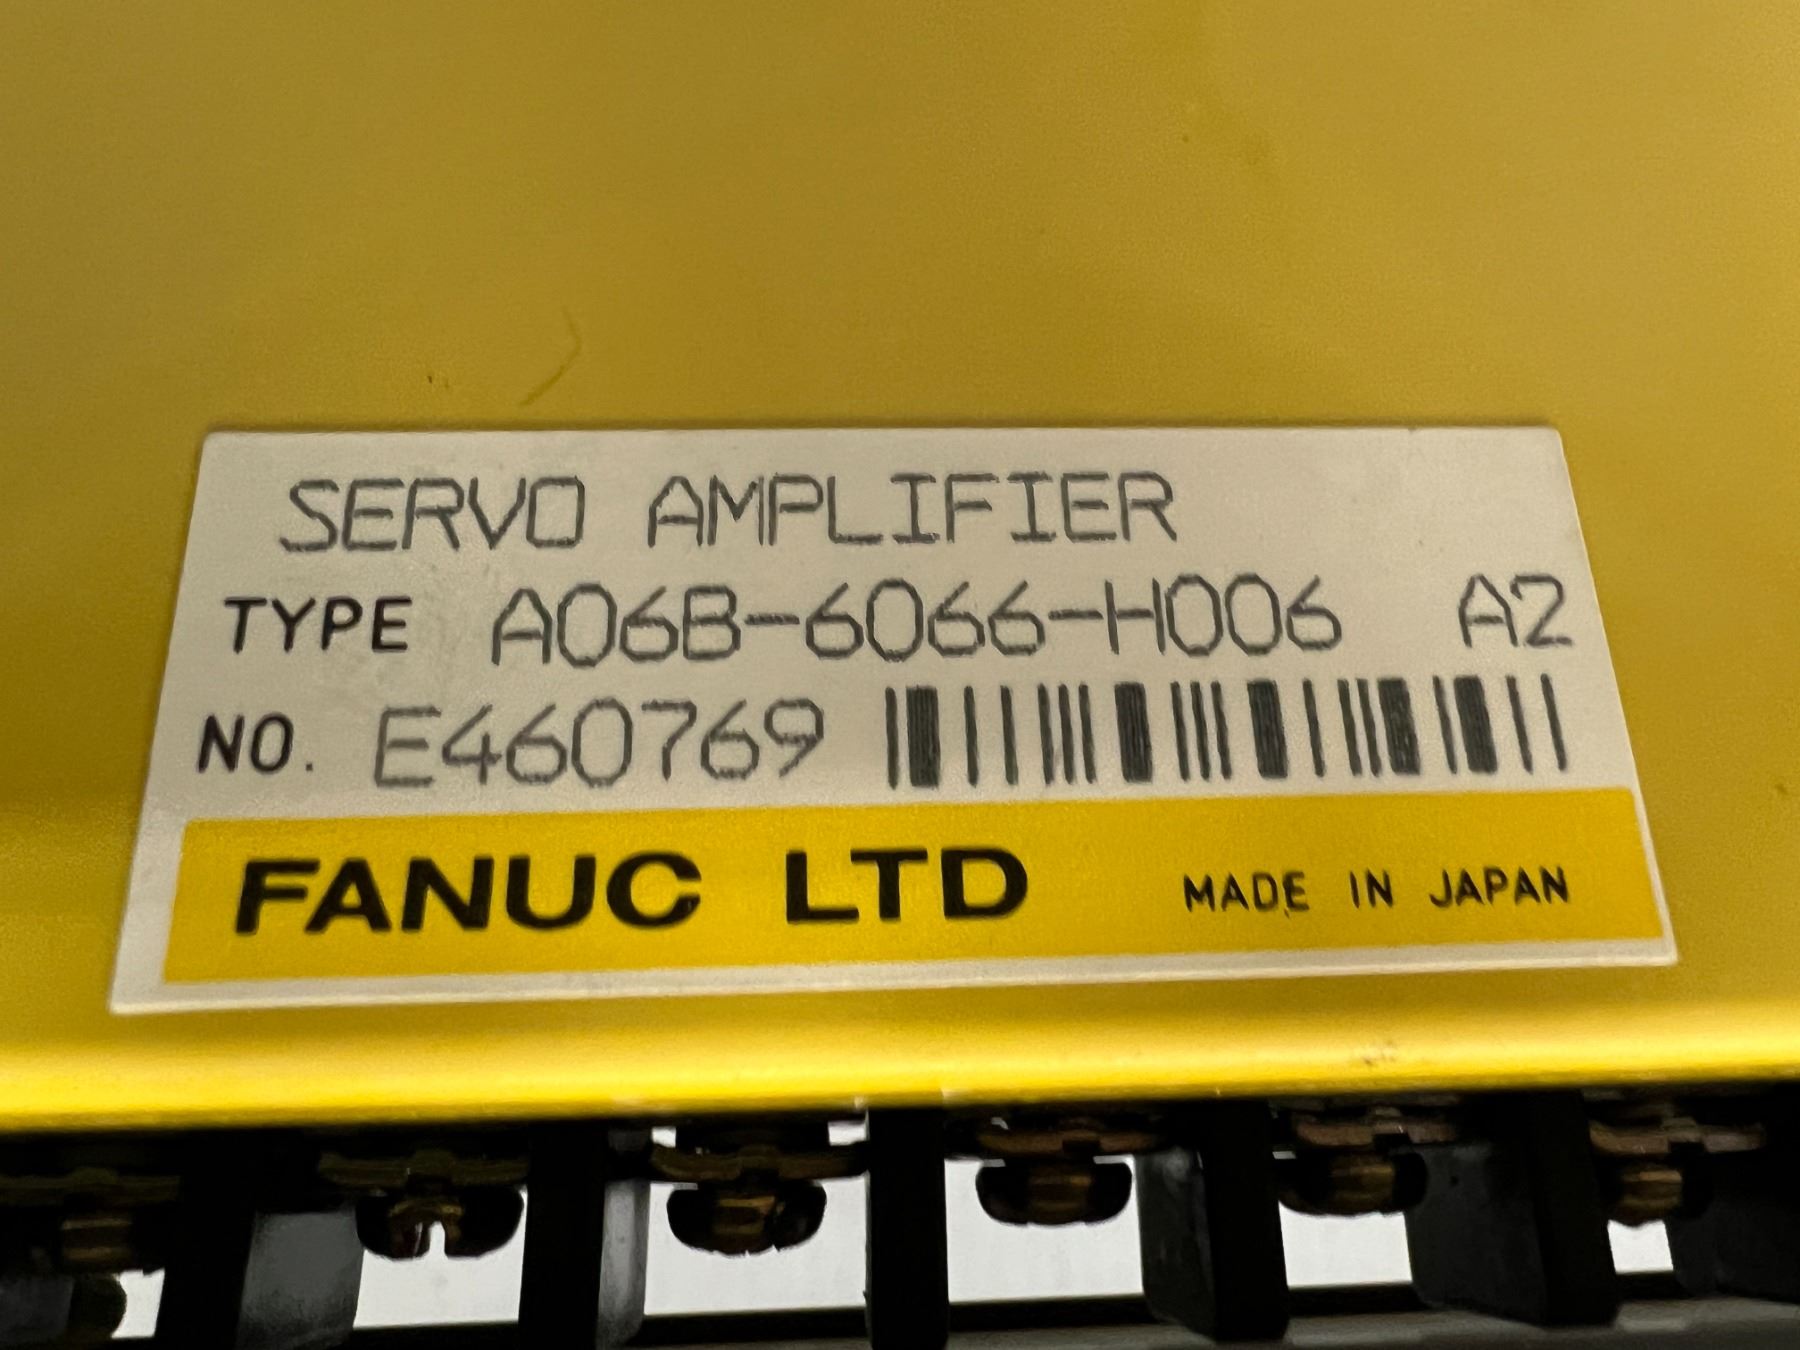 SERVO AMPLIFIER
TYPE A06B-6066-H006 A2
NO. E460769
FANUC LTD MADE IN JAPAN